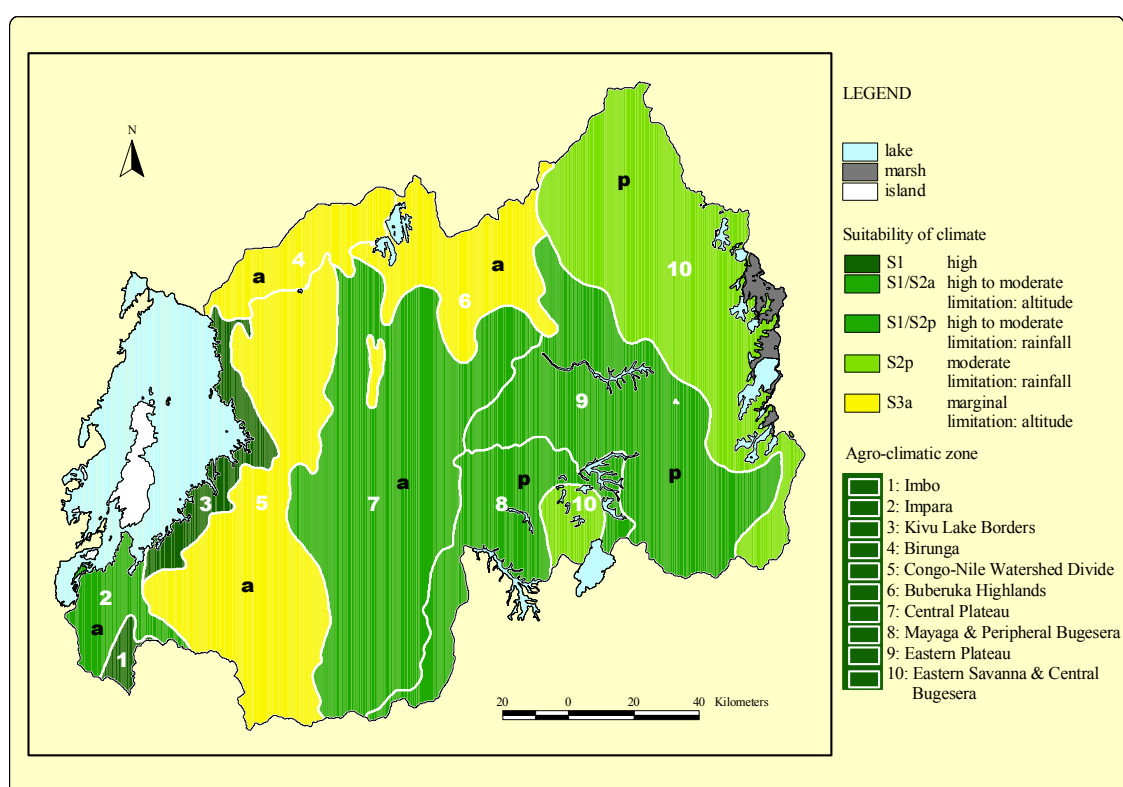 LEGEND
N
lake
marsh
island
Suitability of climate
S1 high
S1/S2a high to moderate
limitation: altitude
S1/S2p high to moderate
limitation: rainfall
S2p moderate
limitation: rainfall
S3a marginal
limitation: altitude
Agro-climatic zone
1: Imbo
2: Impara
3: Kivu Lake Borders
4: Birunga
5: Congo-Nile Watershed Divide
6: Buberuka Highlands
7: Central Plateau
8: Mayaga & Peripheral Bugesera
9: Eastern Plateau
10: Eastern Savanna & Central
Bugesera
p
4
a
a
10
6
9
a
p
p
3
5
7
8
10
a
2
a
1
20 0 20 40 Kilometers